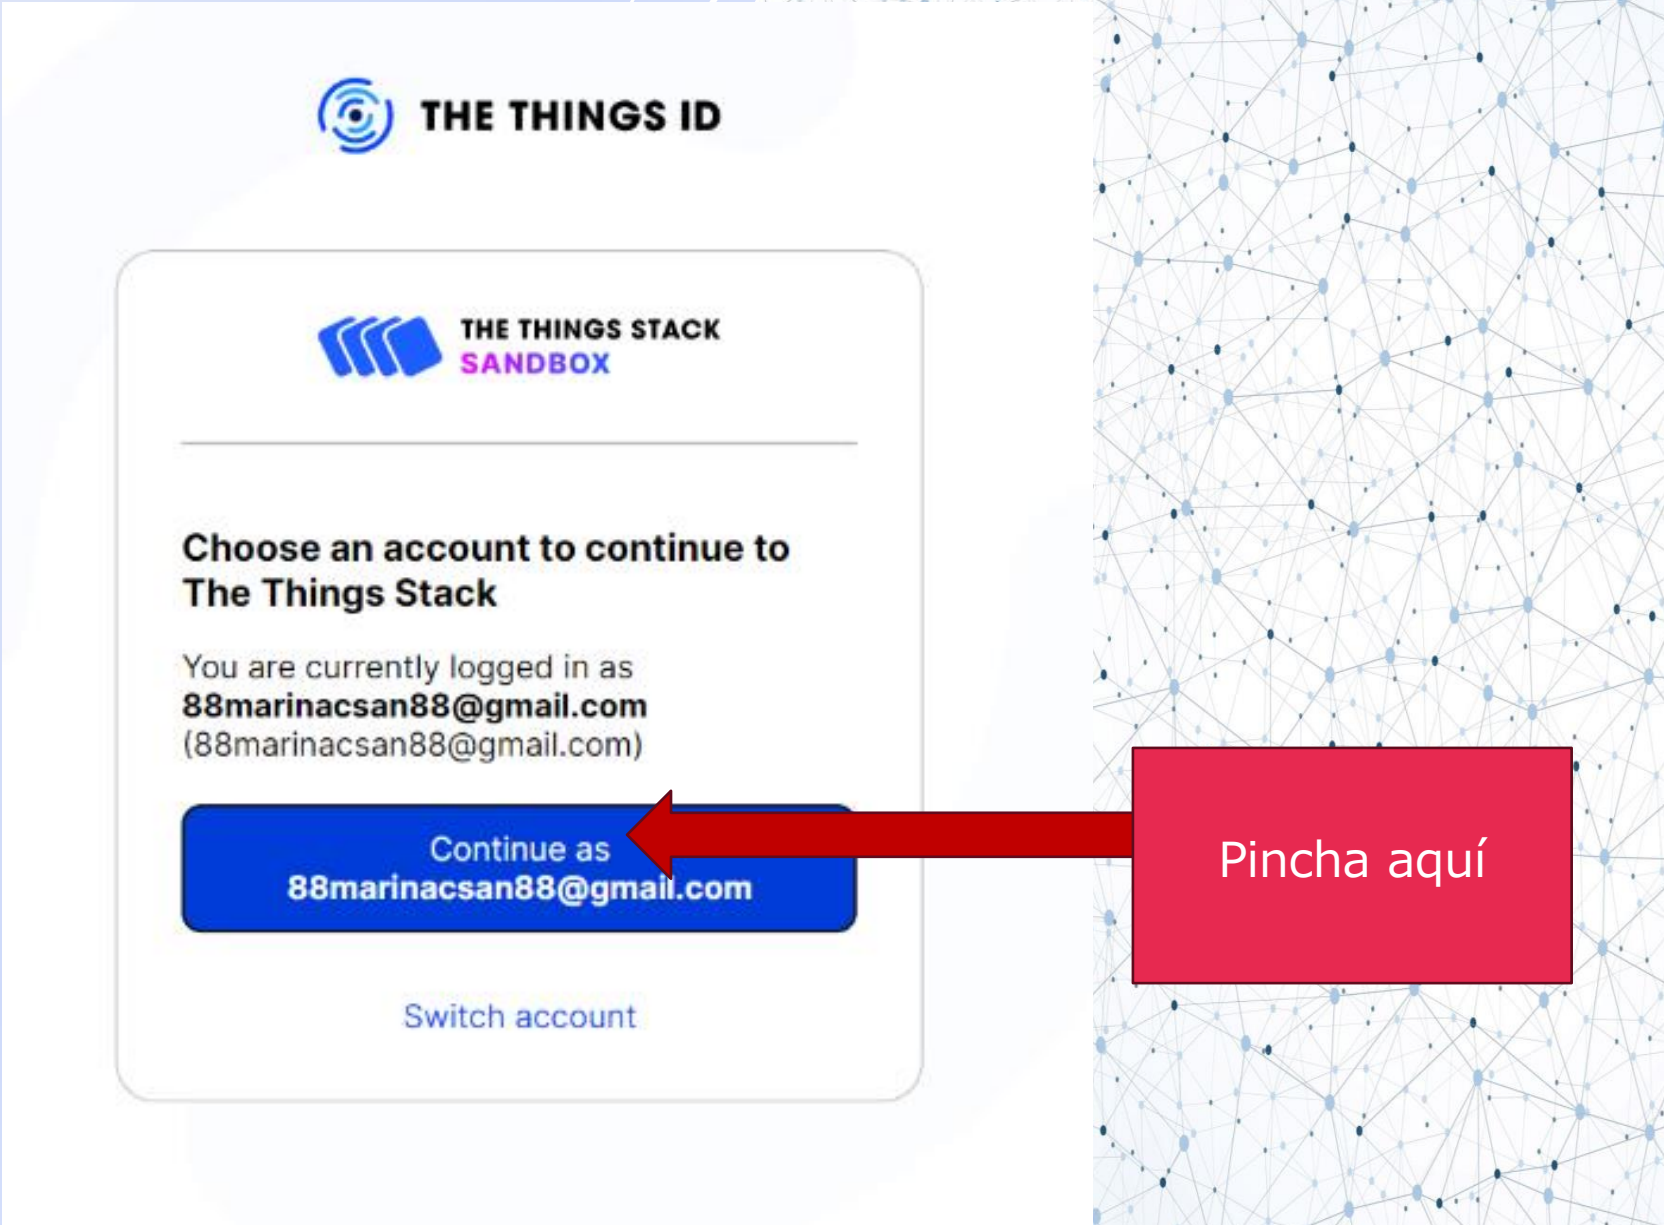 THE THINGS ID
THE THINGS STACK
SANDBOX
Choose an account to continue to
The Things Stack
You are currently logged in as
88marinacsan88@gmail.com
(88marinacsan88@gmail.com)
Continue as
88marinacsan88@gmail.com
Switch account
Pincha aquí